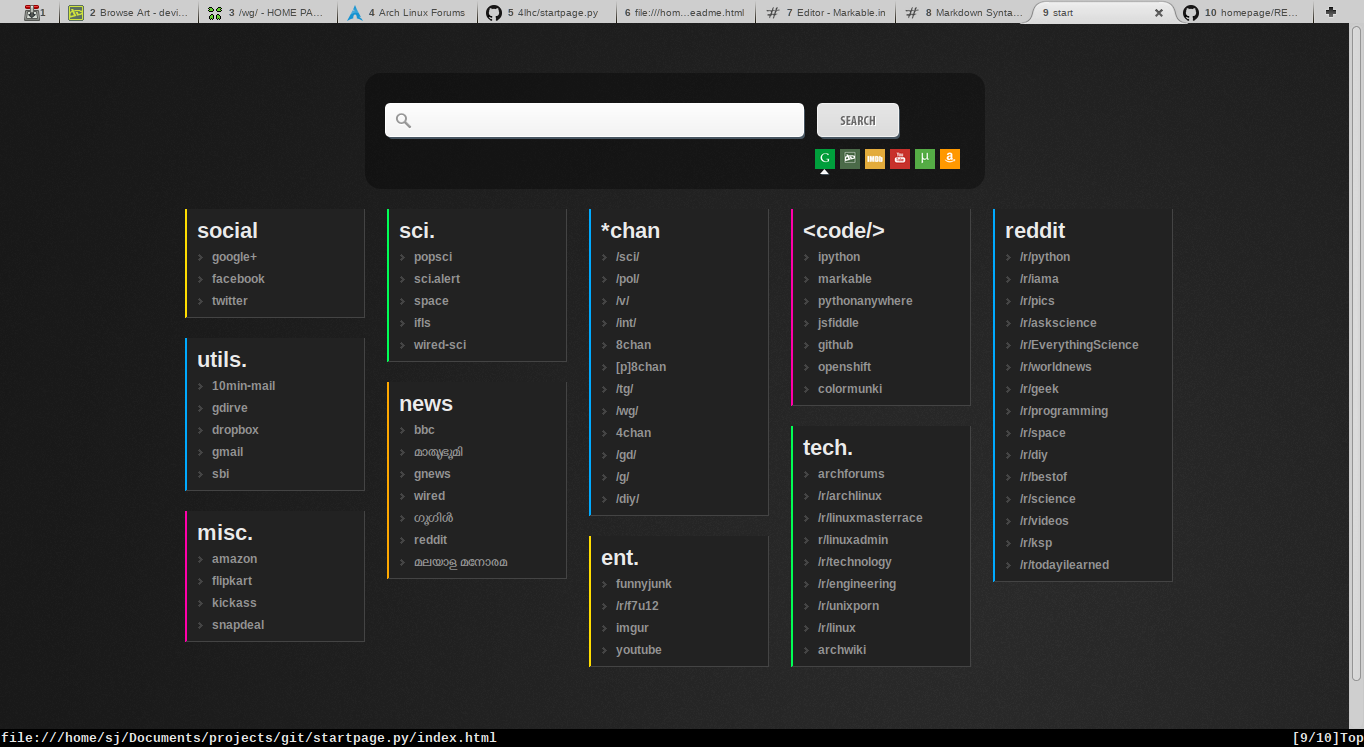 1
2 Browse Art - devi...
3 /wg/ - HOME PA...
4 Arch Linux Forums
5 4lhc/startpage.py
6 file:///hom...eadme.html
7 Editor - Markable.in
8 Markdown Synta...
9 start
10 homepage/RE...
SEARCH
G
IMDb
You Tube
µ
a
social
google+
facebook
twitter
utils.
10min-mail
gdirve
dropbox
gmail
sbi
misc.
amazon
flipkart
kickass
snapdeal
sci.
popsci
sci.alert
space
ifls
wired-sci
news
bbc
മാതൃഭൂമി
gnews
wired
ഗൂഗിൾ
reddit
മലയാള മനോരമ
*chan
/sci/
/pol/
/v/
/int/
8chan
[p]8chan
/tg/
/wg/
4chan
/gd/
/g/
/diy/
ent.
funnyjunk
/r/f7u12
imgur
youtube
<code/>
ipython
markable
pythonanywhere
jsfiddle
github
openshift
colormunki
tech.
archforums
/r/archlinux
/r/linuxmasterrace
r/linuxadmin
/r/technology
/r/engineering
/r/unixporn
/r/linux
archwiki
reddit
/r/python
/r/iama
/r/pics
/r/askscience
/r/EverythingScience
/r/worldnews
/r/geek
/r/programming
/r/space
/r/diy
/r/bestof
/r/science
/r/videos
/r/ksp
/r/todayilearned
file:///home/sj/Documents/projects/git/startpage.py/index.html
[9/10]Top